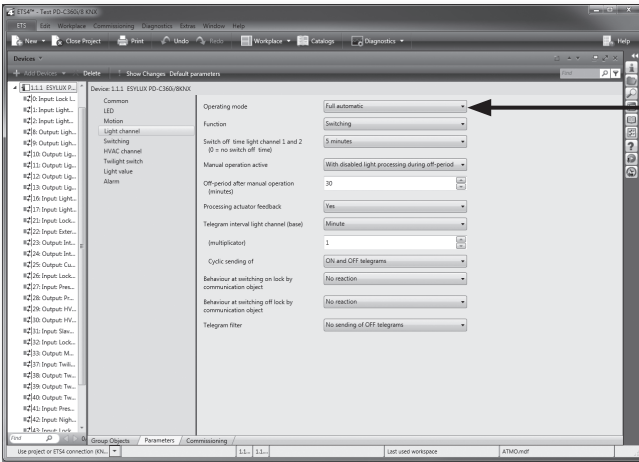 ETS4™ - Test PD-C360i/8 KNX
ETS Edit Workplace Commissioning Diagnostics Extras Window Help
New Close Project Print Undo Redo Workplace Catalogs Diagnostics Help
Devices
Add Devices Delete Show Changes Default parameters Find
1.1.1 ESYLUX P...
0: Input: Lock l...
1: Input: Light...
2: Input: Light...
8: Output: Ligh...
9: Output: Ligh...
10: Output: Lig...
11: Output: Lig...
12: Output: Lig...
13: Output: Lig...
16: Input: Light...
17: Input: Light...
21: Input: Lock...
22: Input: Exter...
23: Output: Int...
24: Output: Int...
25: Output: Cu...
26: Input: Lock...
27: Input: Pres...
28: Output: Pr...
29: Output: HV...
30: Output: HV...
31: Input: Slav...
32: Input: Lock...
33: Output: M...
37: Input: Twili...
38: Output: Tw...
39: Output: Tw...
40: Output: Tw...
41: Input: Pres...
42: Input: Nigh...
43: Input: Lock
Find
Device: 1.1.1 ESYLUX PD-C360i/8KNX
Common
LED
Motion
Light channel
Switching
HVAC channel
Twilight switch
Light value
Alarm
Operating mode Full automatic
Function Switching
Switch off time light channel 1 and 2 5 minutes
(0 = no switch off time)
Manual operation active With disabled light processing during off-period
Off-period after manual operation 30
(minutes)
Processing actuator feedback Yes
Telegram interval light channel (base) Minute
(multiplicator) 1
Cyclic sending of ON and OFF telegrams
Behaviour at switching on lock by No reaction
communication object
Behaviour at switching off lock by No reaction
communication object
Telegram filter No sending of OFF telegrams
Group Objects Parameters Commissioning
Use project or ETS4 connection (KN... 1.1... 1.1... Last used workspace ATMO.mdf